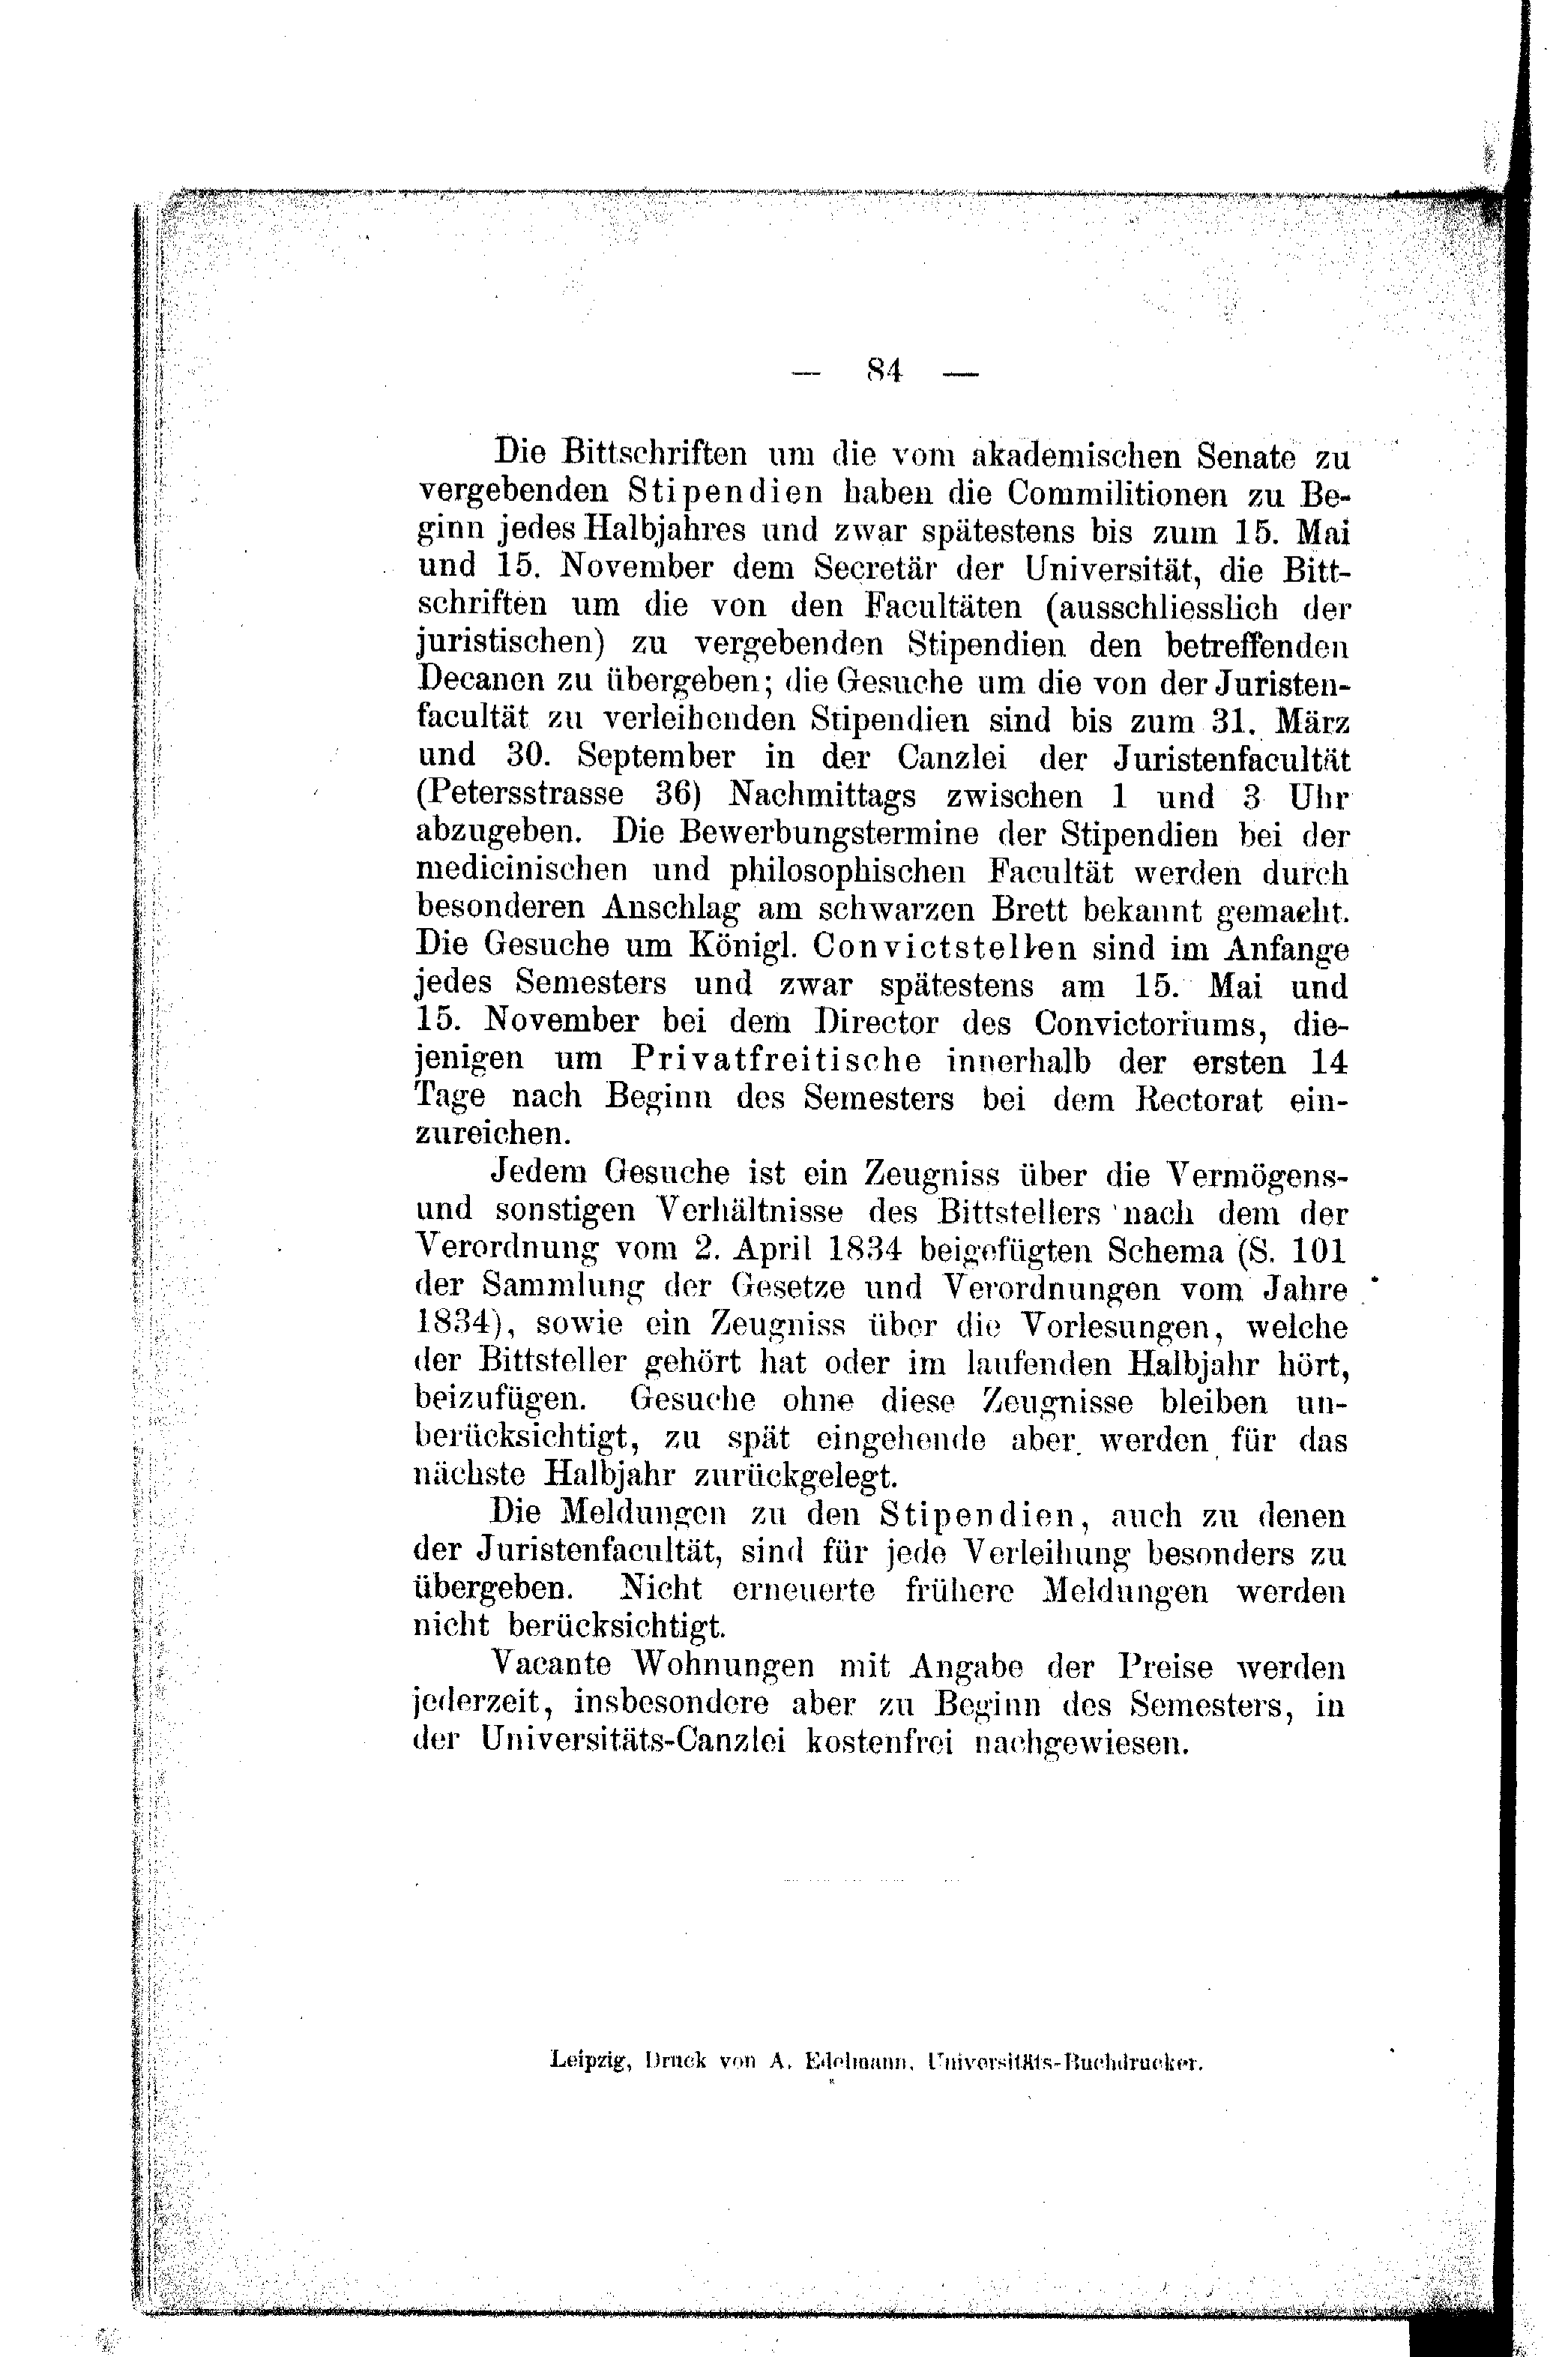 — 84 —
Die Bittschriften um die vom akademischen Senate zu
vergebenden Stipendien haben die Commilitionen zu Be-
ginn jedes Halbjahres und zwar spätestens bis zum 15. Mai
und 15. November dem Secretär der Universität, die Bitt-
schriften um die von den Facultäten (ausschliesslich der
juristischen) zu vergebenden Stipendien den betreffenden
Decanen zu übergeben; die Gesuche um die von der Juristen-
facultät zu verleihenden Stipendien sind bis zum 31. März
und 30. September in der Canzlei der Juristenfacultät
(Petersstrasse 36) Nachmittags zwischen 1 und 3 Uhr
abzugeben. Die Bewerbungstermine der Stipendien bei der
medicinischen und philosophischen Facultät werden durch
besonderen Anschlag am schwarzen Brett bekannt gemacht.
Die Gesuche um Königl. Convictstellen sind im Anfange
jedes Semesters und zwar spätestens am 15. Mai und
15. November bei dem Director des Convictoriums, die-
jenigen um Privatfreitische innerhalb der ersten 14
Tage nach Beginn des Semesters bei dem Rectorat ein-
zureichen.
Jedem Gesuche ist ein Zeugniss über die Vermögens-
und sonstigen Verhältnisse des Bittstellers nach dem der
Verordnung vom 2. April 1834 beigefügten Schema (S. 101
der Sammlung der Gesetze und Verordnungen vom Jahre
1834), sowie ein Zeugniss über die Vorlesungen, welche
der Bittsteller gehört hat oder im laufenden Halbjahr hört,
beizufügen. Gesuche ohne diese Zeugnisse bleiben un-
berücksichtigt, zu spät eingehende aber werden für das
nächste Halbjahr zurückgelegt.
Die Meldungen zu den Stipendien, auch zu denen
der Juristenfacultät, sind für jede Verleihung besonders zu
übergeben. Nicht erneuerte frühere Meldungen werden
nicht berücksichtigt.
Vacante Wohnungen mit Angabe der Preise werden
jederzeit, insbesondere aber zu Beginn des Semesters, in
der Universitäts-Canzlei kostenfrei nachgewiesen.
Leipzig, Druck von A. Edelmann, Universitäts-Buchdrucker.